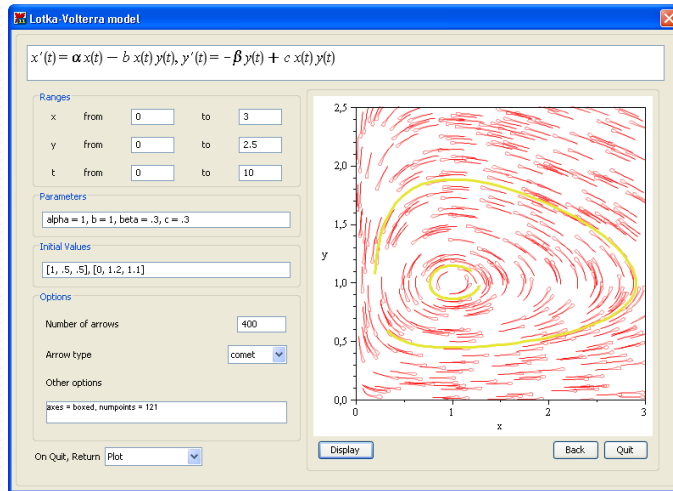 Lotka-Volterra model
x′(t) = α x(t) − b x(t) y(t), y′(t) = −β y(t) + c x(t) y(t)
Ranges
x from 0 to 3
y from 0 to 2.5
t from 0 to 10
Parameters
alpha = 1, b = 1, beta = .3, c = .3
Initial Values
[1, .5, .5], [0, 1.2, 1.1]
Options
Number of arrows 400
Arrow type comet
Other options
axes = boxed, numpoints = 121
On Quit, Return Plot
2,5
2,0
1,5
y
1,0
0,5
0,0
0 1 2 3
x
Display Back Quit